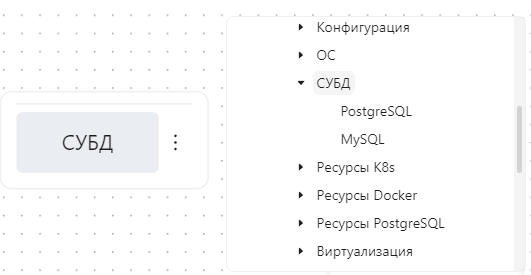 СУБД
Конфигурация
ОС
СУБД
PostgreSQL
MySQL
Ресурсы K8s
Ресурсы Docker
Ресурсы PostgreSQL
Виртуализация